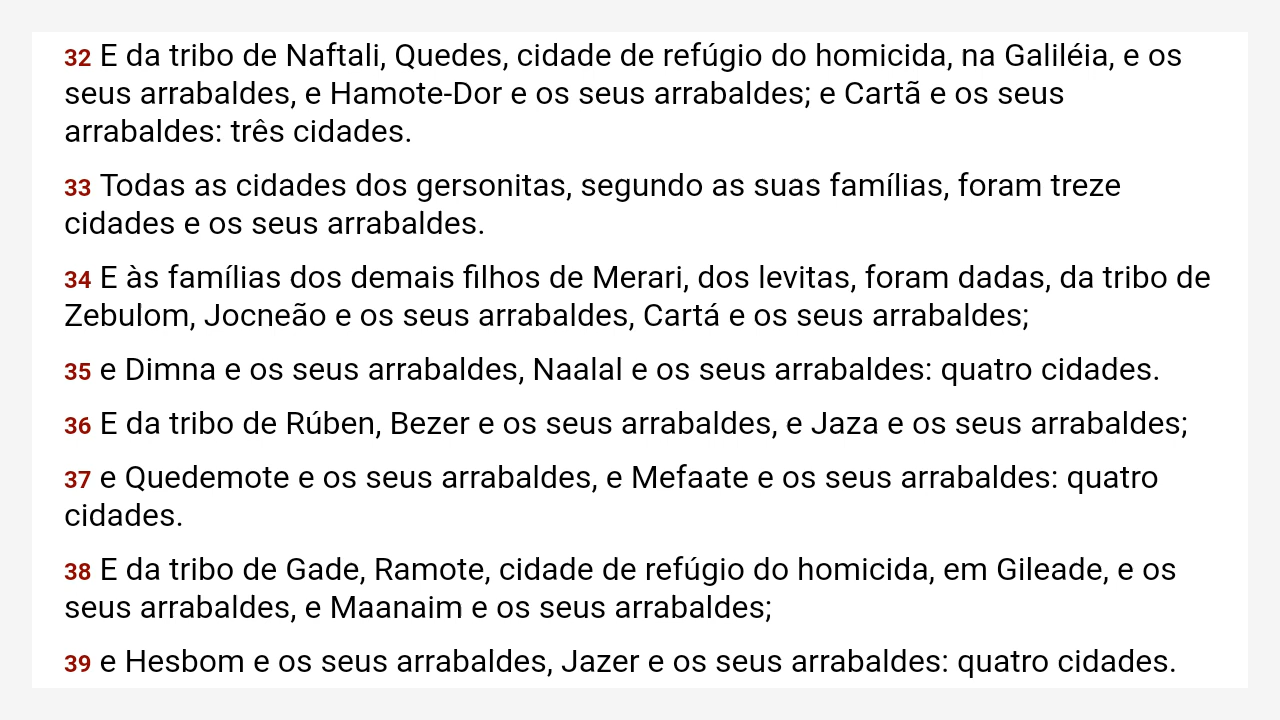 32 E da tribo de Naftali, Quedes, cidade de refúgio do homicida, na Galiléia, e os
seus arrabaldes, e Hamote-Dor e os seus arrabaldes; e Cartã e os seus
arrabaldes: três cidades.
33 Todas as cidades dos gersonitas, segundo as suas famílias, foram treze
cidades e os seus arrabaldes.
34 E às famílias dos demais filhos de Merari, dos levitas, foram dadas, da tribo de
Zebulom, Jocneão e os seus arrabaldes, Cartá e os seus arrabaldes;
35 e Dimna e os seus arrabaldes, Naalal e os seus arrabaldes: quatro cidades.
36 E da tribo de Rúben, Bezer e os seus arrabaldes, e Jaza e os seus arrabaldes;
37 e Quedemote e os seus arrabaldes, e Mefaate e os seus arrabaldes: quatro
cidades.
38 E da tribo de Gade, Ramote, cidade de refúgio do homicida, em Gileade, e os
seus arrabaldes, e Maanaim e os seus arrabaldes;
39 e Hesbom e os seus arrabaldes, Jazer e os seus arrabaldes: quatro cidades.